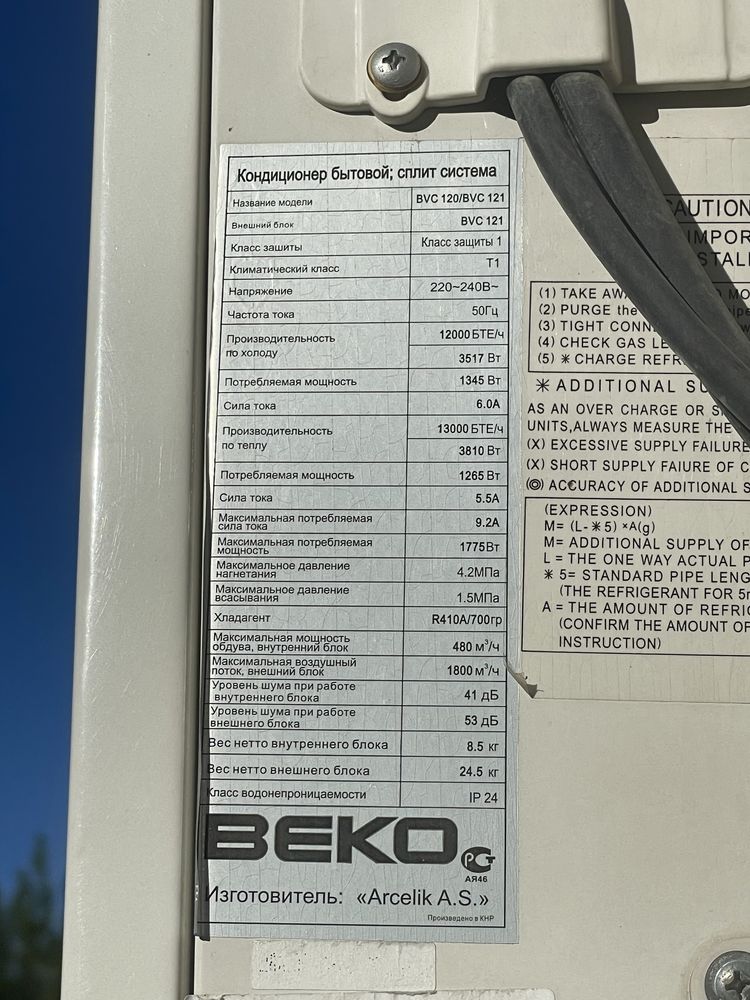 Кондиционер бытовой; сплит система
Название модели BVC 120/BVC 121
Внешний блок BVC 121
Класс зашиты Класс защиты 1
Климатический класс T1
Напряжение 220~240В~
Частота тока 50Гц
Производительность по холоду 12000 БТЕ/ч
3517 Вт
Потребляемая мощность 1345 Вт
Сила тока 6.0А
Производительность по теплу 13000 БТЕ/ч
3810 Вт
Потребляемая мощность 1265 Вт
Сила тока 5.5А
Максимальная потребляемая сила тока 9.2А
Максимальная потребляемая мощность 1775Вт
Максимальное давление нагнетания 4.2МПа
Максимальное давление всасывания 1.5МПа
Хладагент R410A/700гр
Максимальная мощность обдува, внутренний блок 480 м³/ч
Максимальный воздушный поток, внешний блок 1800 м³/ч
Уровень шума при работе внутреннего блока 41 дБ
Уровень шума при работе внешнего блока 53 дБ
Вес нетто внутреннего блока 8.5 кг
Вес нетто внешнего блока 24.5 кг
Класс водонепроницаемости IP 24
BEKO
РСТ
АЯ46
Изготовитель: «Arcelik A.S.»
Произведено в КНР
CAUTION
IMPOR
STALL
(1) TAKE AWA MO
(2) PURGE the pipe
(3) TIGHT CONN
(4) CHECK GAS LE
(5) ✳ CHARGE REFR
✳ ADDITIONAL SU
AS AN OVER CHARGE OR S
UNITS,ALWAYS MEASURE THE
(X) EXCESSIVE SUPPLY FAILURE
(X) SHORT SUPPLY FAIURE OF C
◎ ACCURACY OF ADDITIONAL S
(EXPRESSION)
M= (L-✳5) ×A(g)
M= ADDITIONAL SUPPLY OF
L = THE ONE WAY ACTUAL P
✳ 5= STANDARD PIPE LENG
(THE REFRIGERANT FOR 5m
A = THE AMOUNT OF REFRIG
(CONFIRM THE AMOUNT OF
INSTRUCTION)